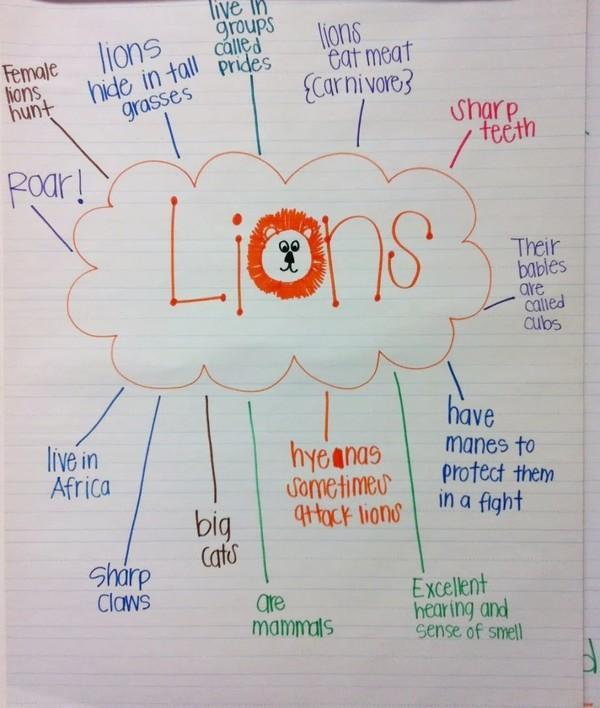 live in
groups
called
prides
lions
eat meat
{Carnivore}
lions
hide in tall
grasses
Female
lions
hunt
Sharp
teeth
Roar!
Lions
Their
babies
are
called
cubs
have
manes to
protect them
in a fight
live in
Africa
hyenas
sometimes
attack lions
big
cats
Sharp
Claws
are
mammals
Excellent
hearing and
sense of smell
d